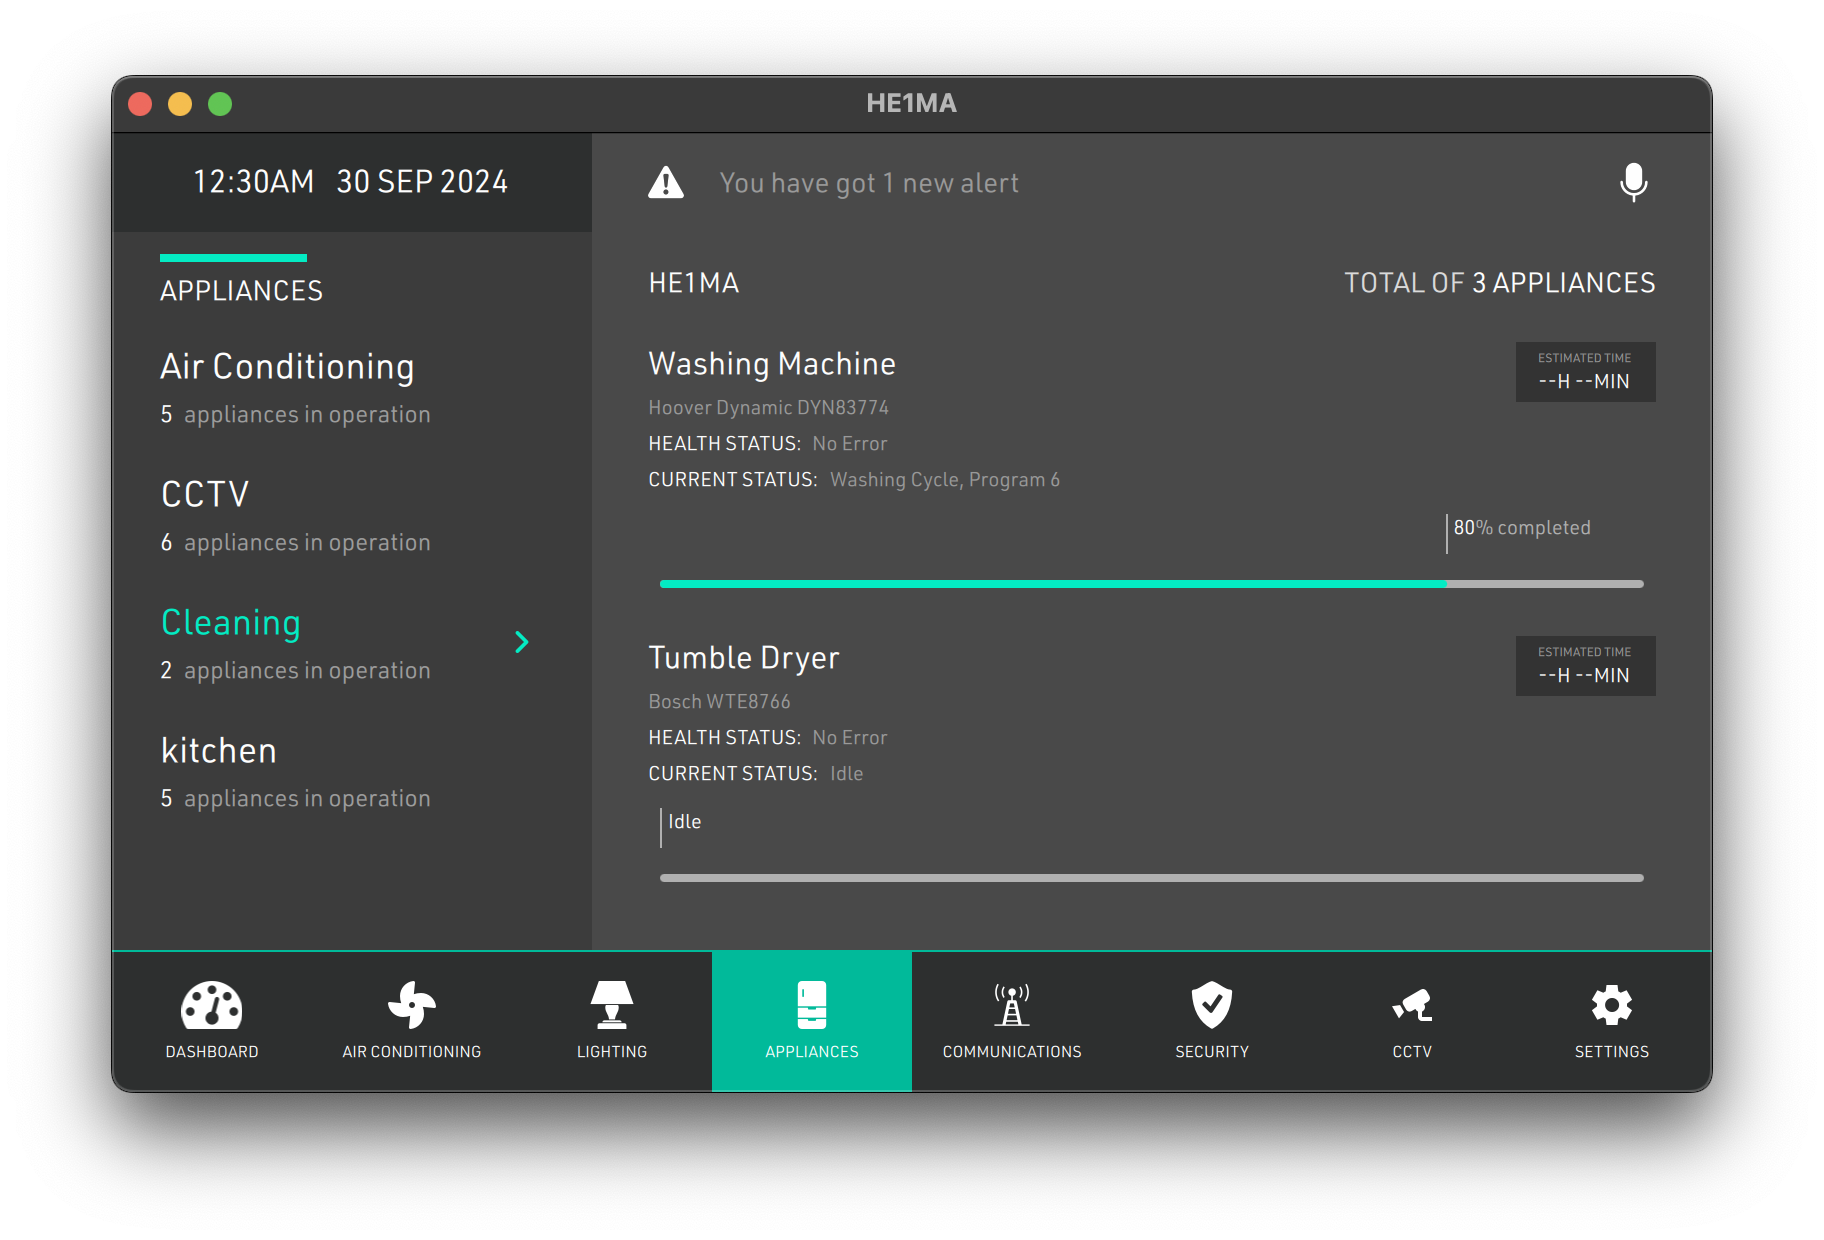 HE1MA
12:30AM 30 SEP 2024
You have got 1 new alert
APPLIANCES
Air Conditioning
5 appliances in operation
CCTV
6 appliances in operation
Cleaning
2 appliances in operation
kitchen
5 appliances in operation
HE1MA
TOTAL OF 3 APPLIANCES
Washing Machine
Hoover Dynamic DYN83774
HEALTH STATUS: No Error
CURRENT STATUS: Washing Cycle, Program 6
ESTIMATED TIME
--H --MIN
80% completed
Tumble Dryer
Bosch WTE8766
HEALTH STATUS: No Error
CURRENT STATUS: Idle
ESTIMATED TIME
--H --MIN
Idle
DASHBOARD
AIR CONDITIONING
LIGHTING
APPLIANCES
COMMUNICATIONS
SECURITY
CCTV
SETTINGS